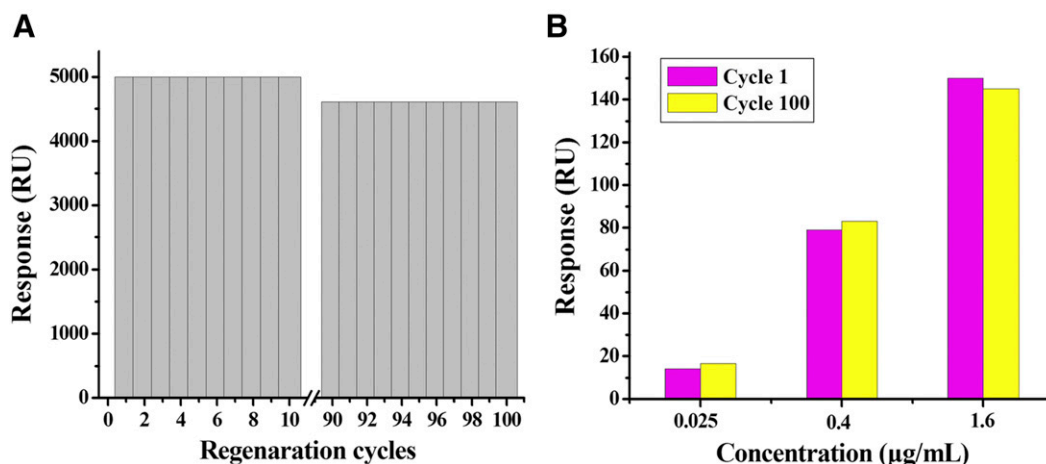 A
5000
4000
3000
2000
1000
0
Response (RU)
0 2 4 6 8 10 90 92 94 96 98 100
Regenaration cycles
B
160
140
120
100
80
60
40
20
0
Response (RU)
Cycle 1
Cycle 100
0.025 0.4 1.6
Concentration (µg/mL)